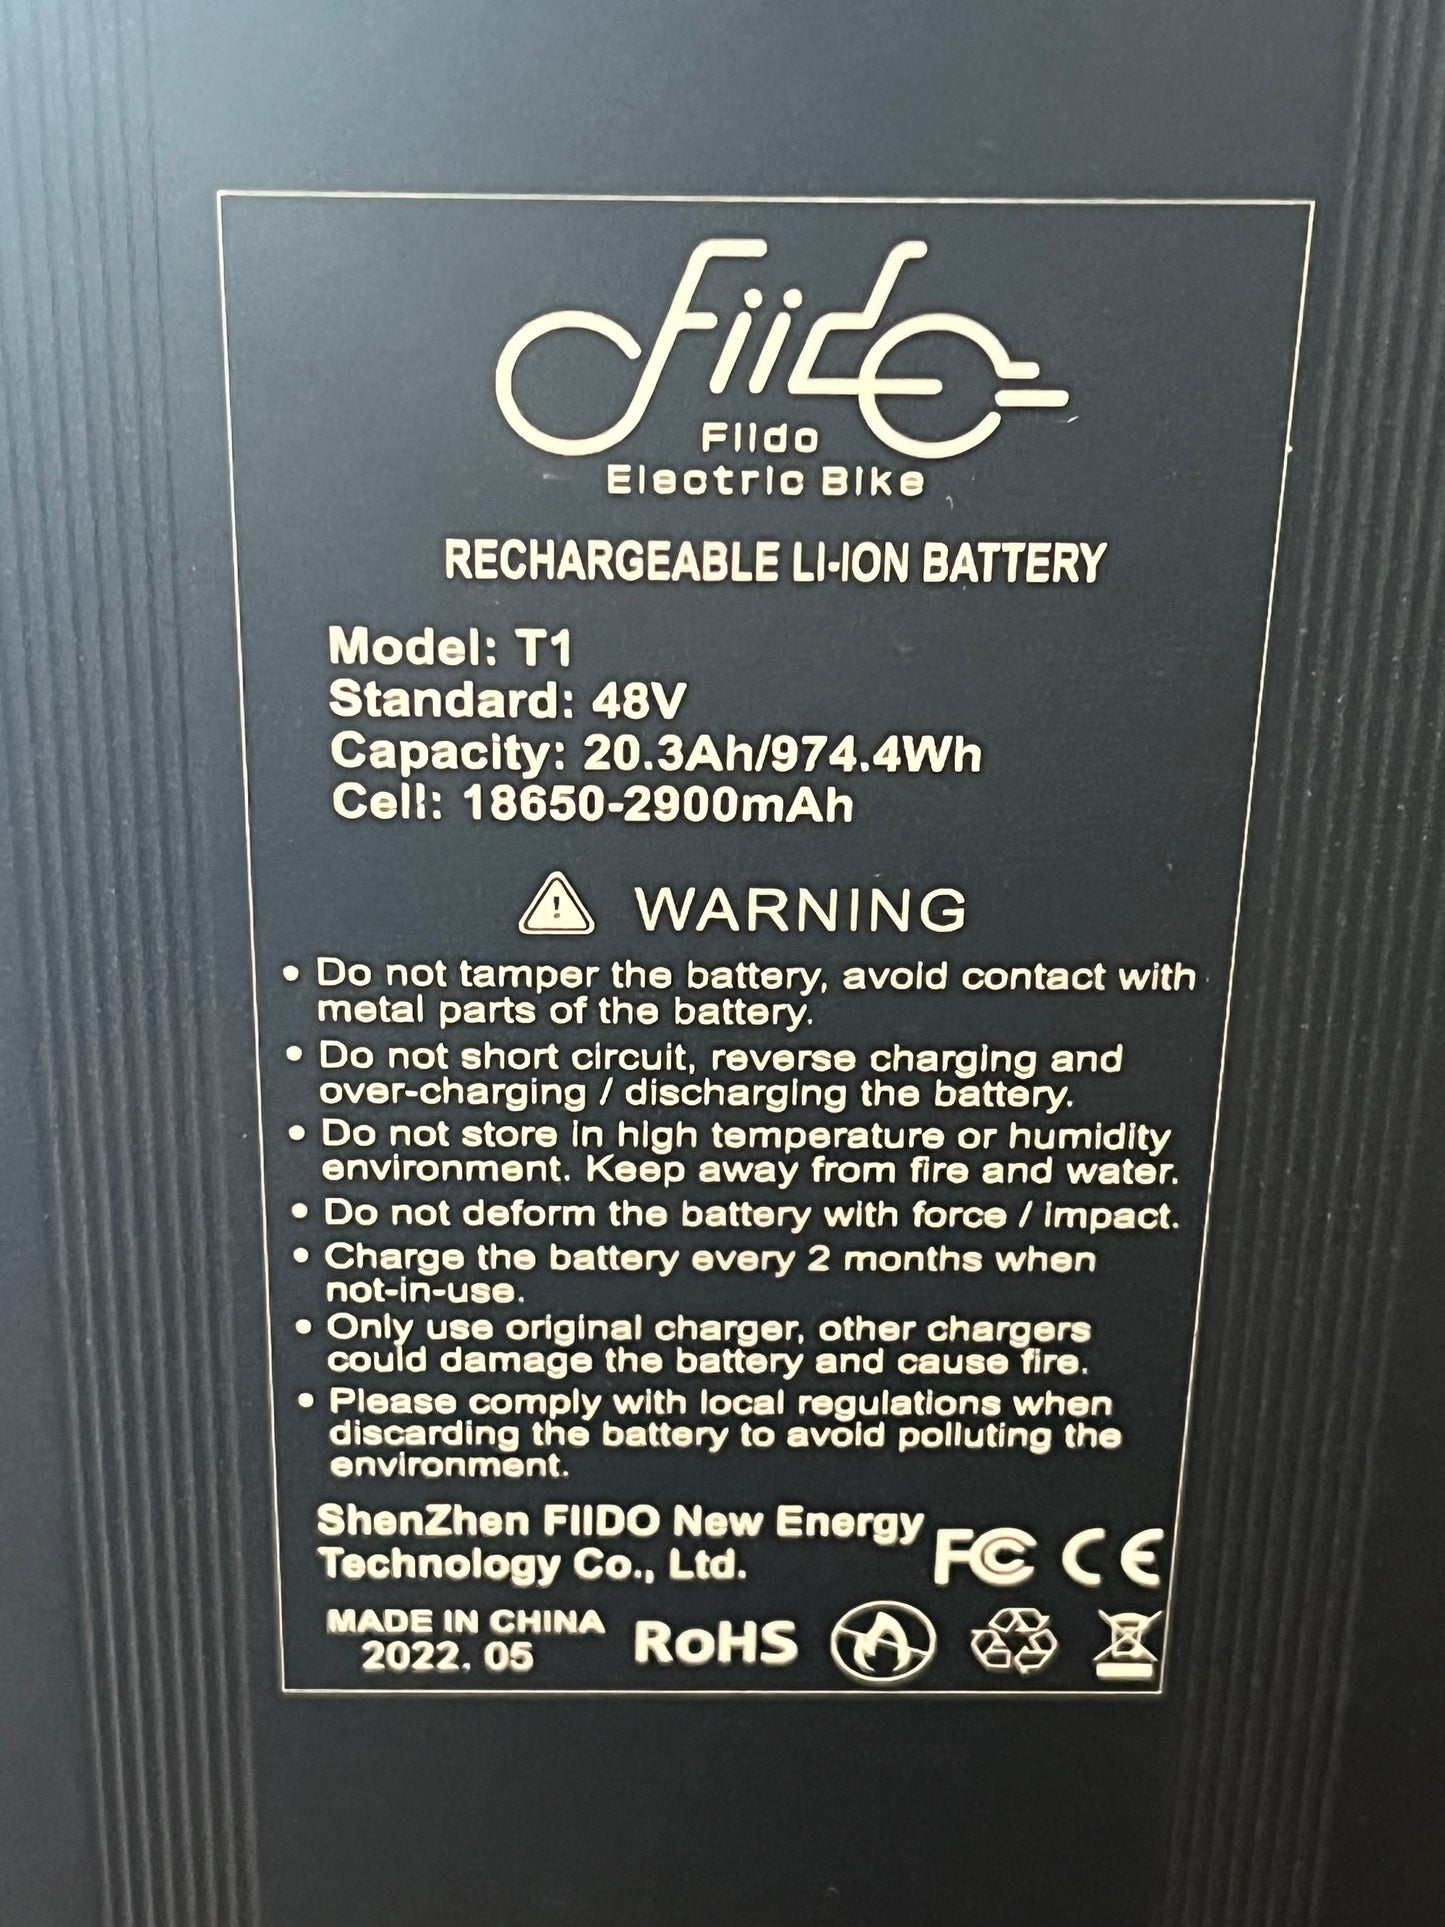 Fiido
Fiido
Electric Bike
RECHARGEABLE LI-ION BATTERY
Model: T1
Standard: 48V
Capacity: 20.3Ah/974.4Wh
Cell: 18650-2900mAh
WARNING
• Do not tamper the battery, avoid contact with
metal parts of the battery.
• Do not short circuit, reverse charging and
over-charging / discharging the battery.
• Do not store in high temperature or humidity
environment. Keep away from fire and water.
• Do not deform the battery with force / impact.
• Charge the battery every 2 months when
not-in-use.
• Only use original charger, other chargers
could damage the battery and cause fire.
• Please comply with local regulations when
discarding the battery to avoid polluting the
environment.
ShenZhen FIIDO New Energy
Technology Co., Ltd.
FC CE
MADE IN CHINA
2022. 05
RoHS